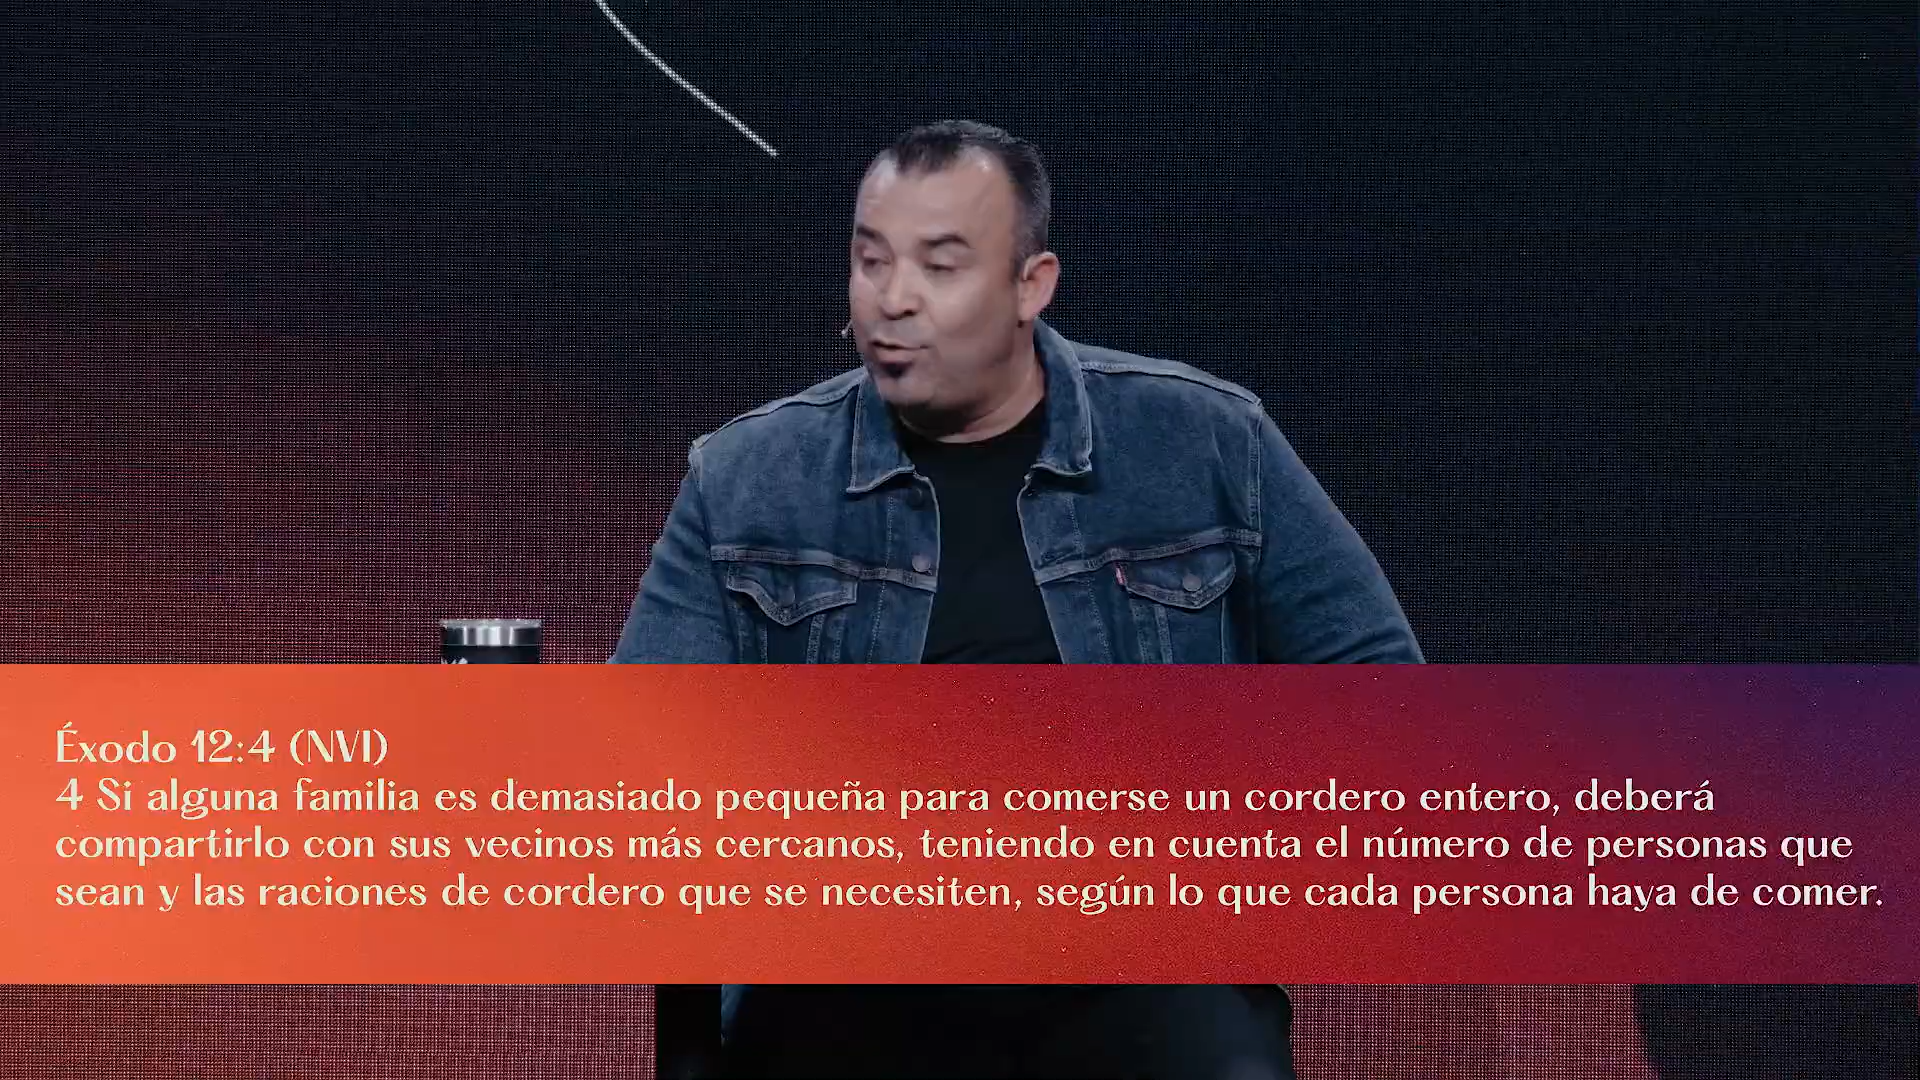 Éxodo 12:4 (NVI)
4 Si alguna familia es demasiado pequeña para comerse un cordero entero, deberá
compartirlo con sus vecinos más cercanos, teniendo en cuenta el número de personas que
sean y las raciones de cordero que se necesiten, según lo que cada persona haya de comer.